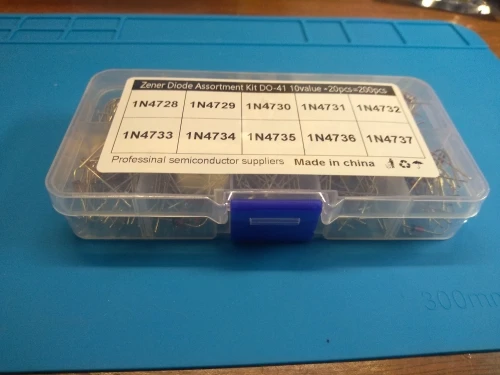 Zener Diode Assortment Kit DO-41 10value *20pcs=200pcs
1N4728 1N4729 1N4730 1N4731 1N4732
1N4733 1N4734 1N4735 1N4736 1N4737
Professinal semiconductor suppliers Made in china
300mm